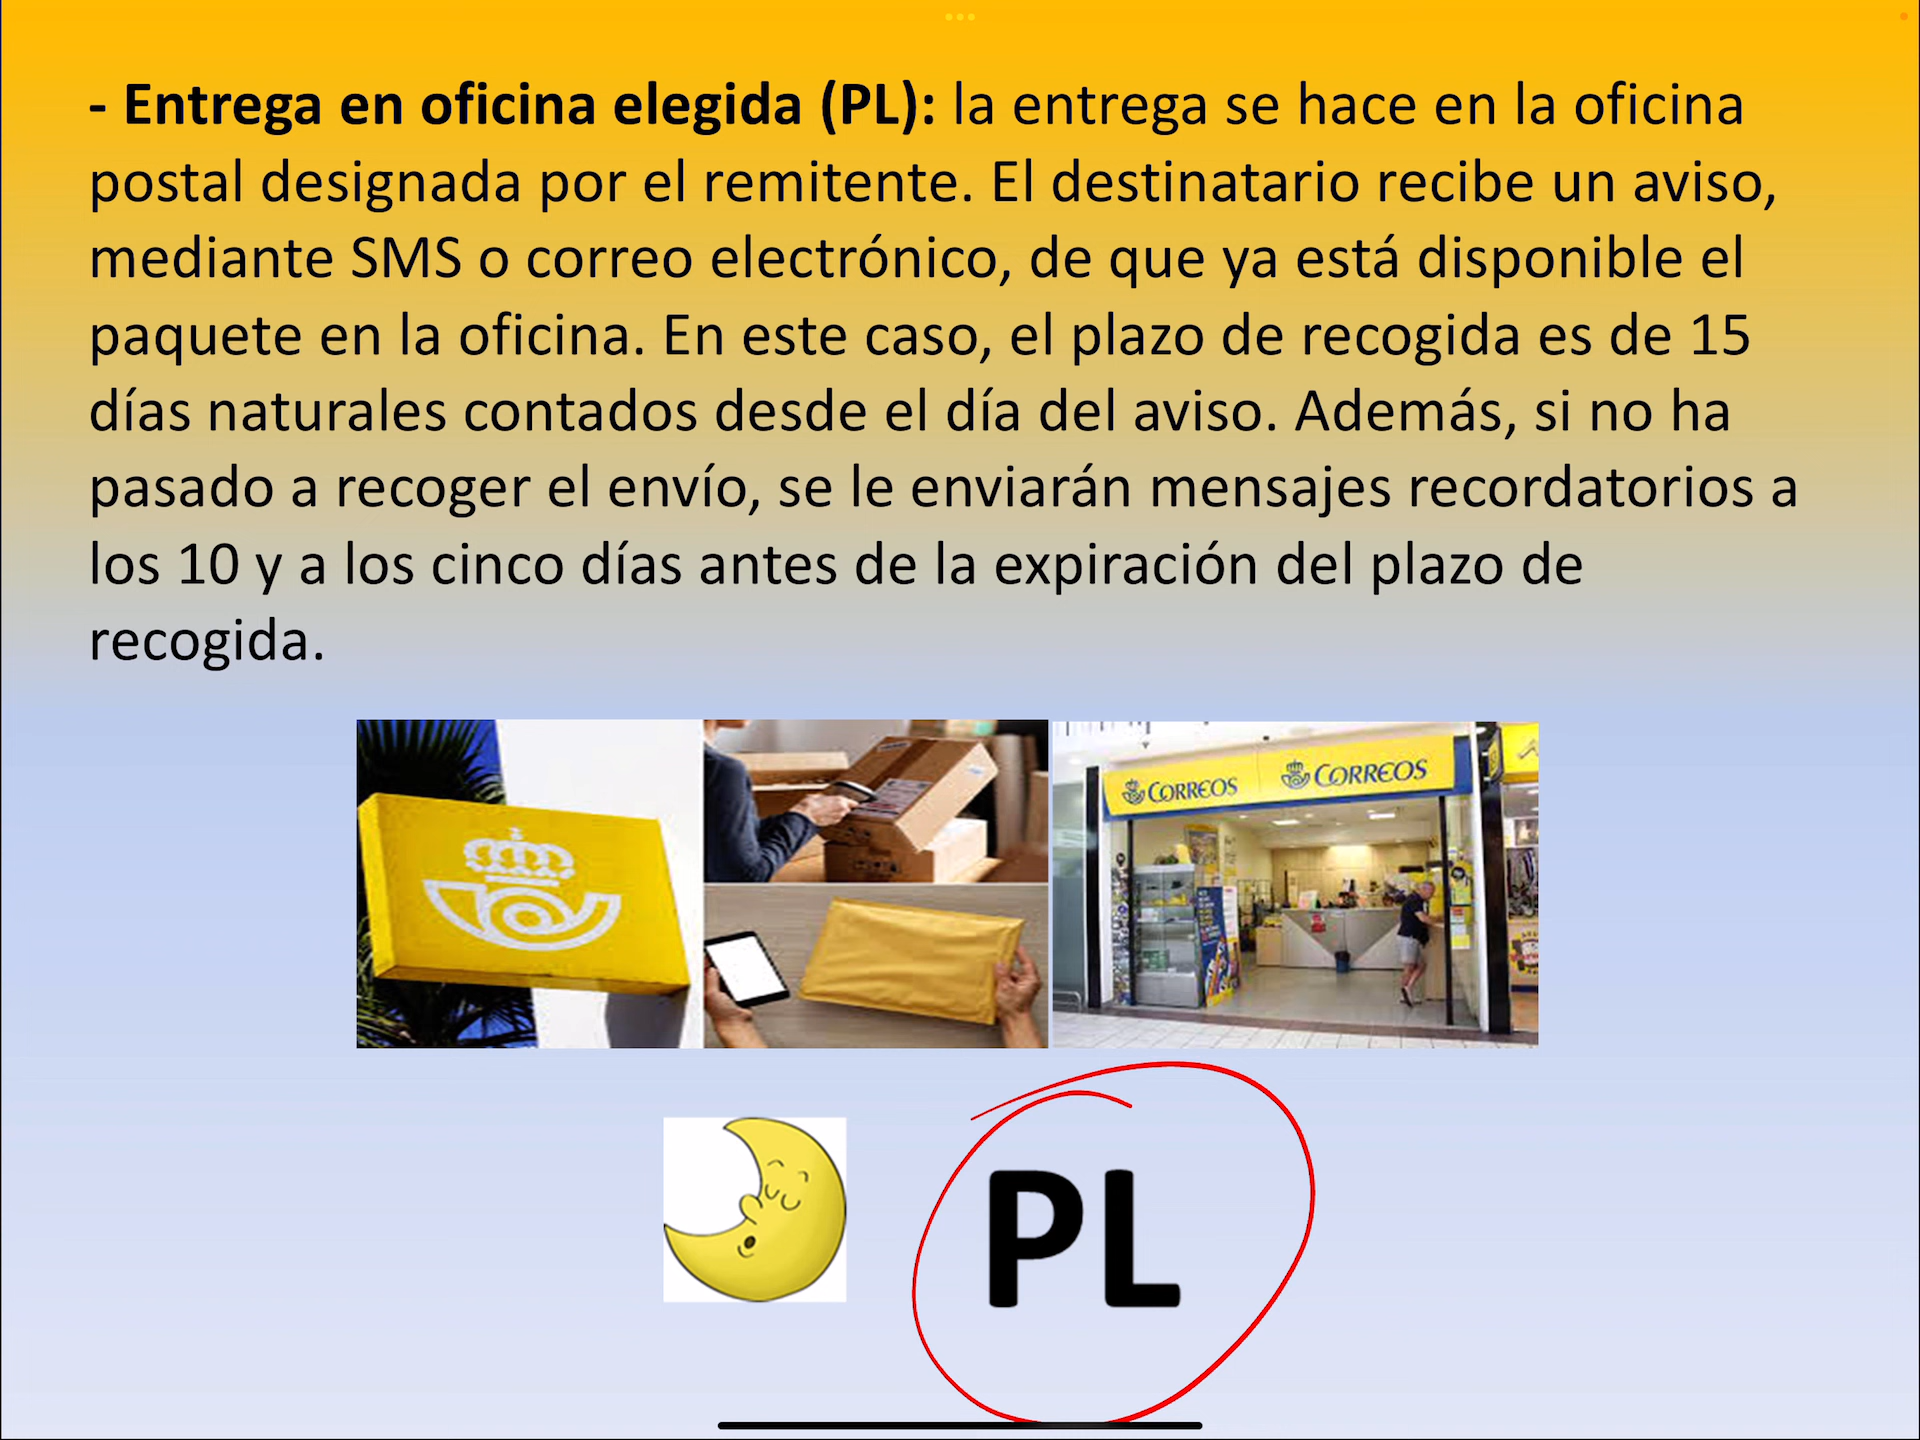 - Entrega en oficina elegida (PL): la entrega se hace en la oficina
postal designada por el remitente. El destinatario recibe un aviso,
mediante SMS o correo electrónico, de que ya está disponible el
paquete en la oficina. En este caso, el plazo de recogida es de 15
días naturales contados desde el día del aviso. Además, si no ha
pasado a recoger el envío, se le enviarán mensajes recordatorios a
los 10 y a los cinco días antes de la expiración del plazo de
recogida.
CORREOS CORREOS
PL